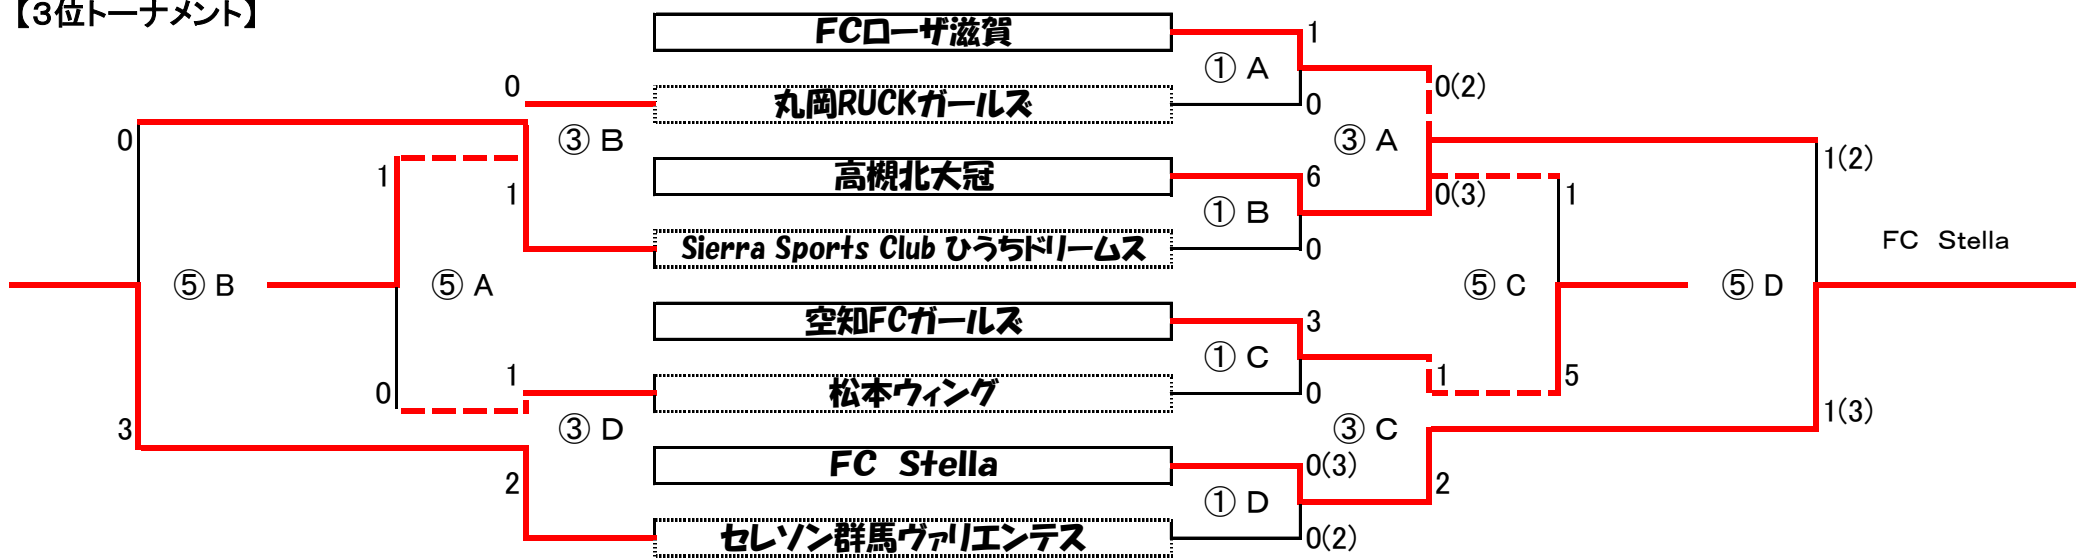 【３位トーナメント】
FCローザ滋賀
1
① A
0
丸岡RUCKガールズ
0
③ B
③ A
0(2)
0
1(2)
高槻北大冠
6
1
1
① B
0(3)
1
Sierra Sports Club ひうちドリームス
0
FC Stella
⑤ B
⑤ A
⑤ C
⑤ D
空知FCガールズ
3
① C
1
0
松本ウィング
0
1
5
3
③ D
③ C
1(3)
FC Stella
0(3)
2
① D
2
セレソン群馬ヴァリエンテス
0(2)